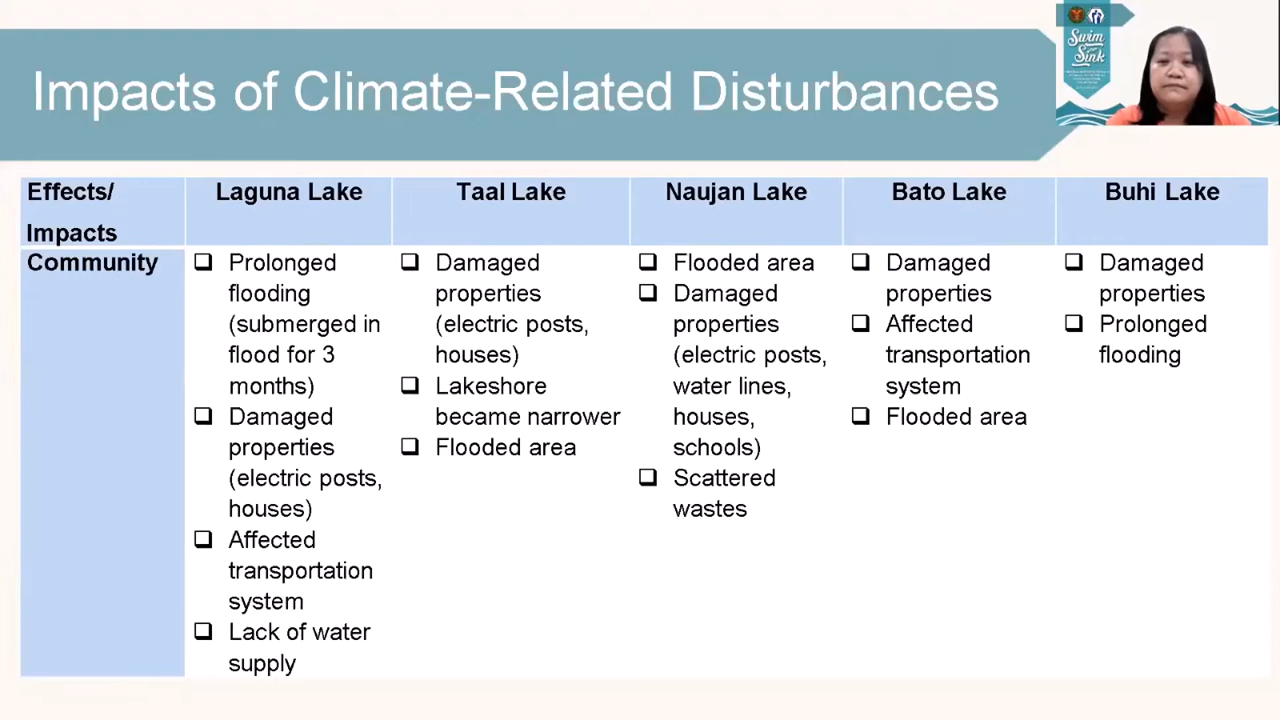 Impacts of Climate-Related Disturbances
Swim
Sink
Effects/
Impacts
Laguna Lake
Taal Lake
Naujan Lake
Bato Lake
Buhi Lake
Community
❑ Prolonged
flooding
(submerged in
flood for 3
months)
❑ Damaged
properties
(electric posts,
houses)
❑ Affected
transportation
system
❑ Lack of water
supply
❑ Damaged
properties
(electric posts,
houses)
❑ Lakeshore
became narrower
❑ Flooded area
❑ Flooded area
❑ Damaged
properties
(electric posts,
water lines,
houses,
schools)
❑ Scattered
wastes
❑ Damaged
properties
❑ Affected
transportation
system
❑ Flooded area
❑ Damaged
properties
❑ Prolonged
flooding